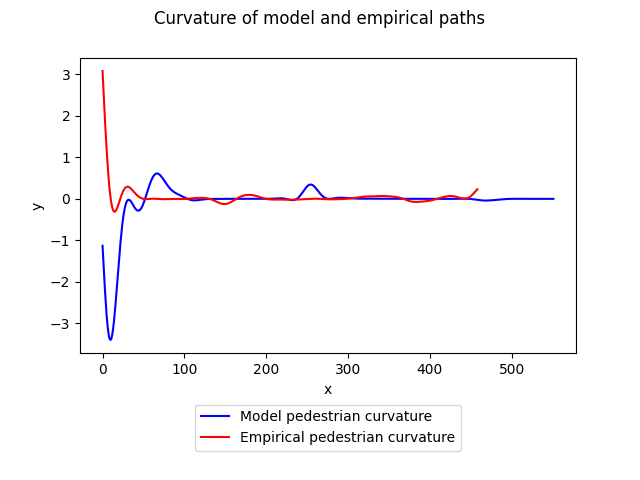 Curvature of model and empirical paths
3
2
1
0
−1
−2
−3
y
0 100 200 300 400 500
x
Model pedestrian curvature
Empirical pedestrian curvature